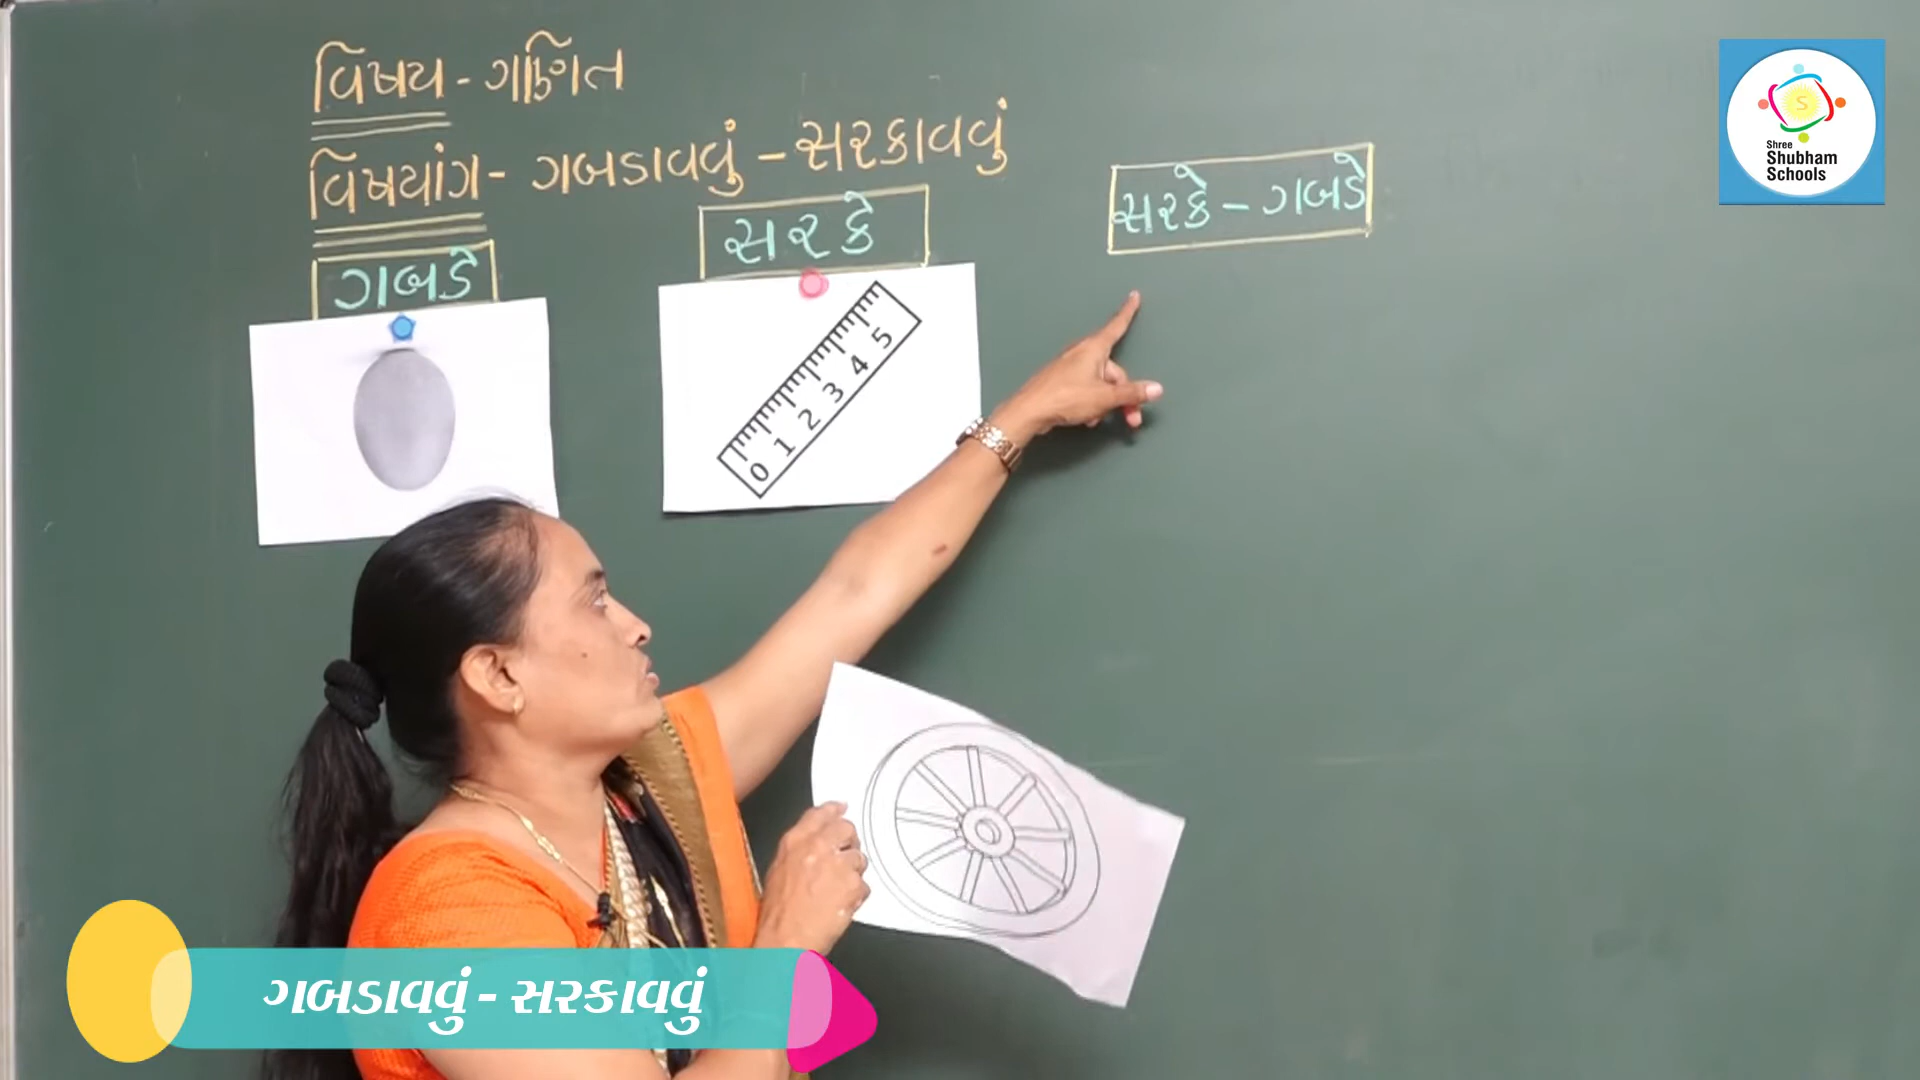 વિષય - ગણિત
વિષયાંગ - ગબડાવવું - સરકાવવું
ગબડે
સરકે
સરકે - ગબડે
0 1 2 3 4 5
S
Shree
Shubham
Schools
ગબડાવવું - સરકાવવું